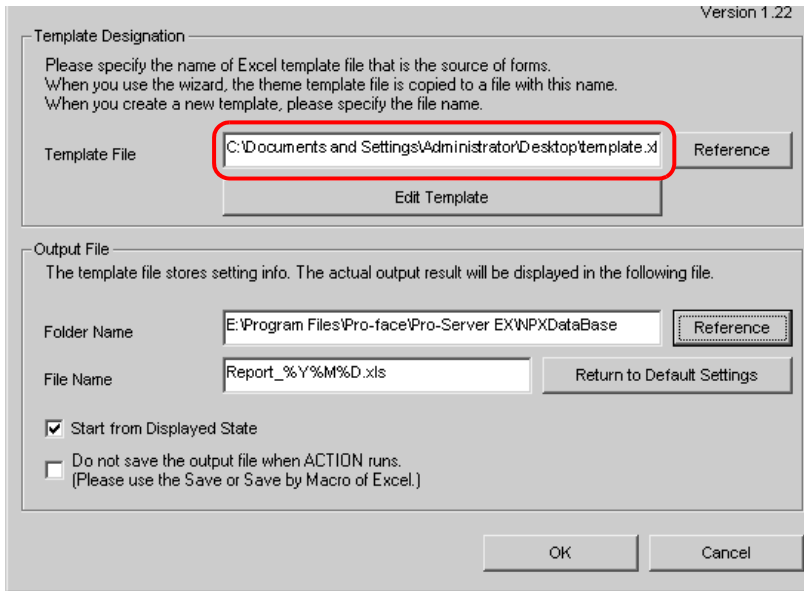 Version 1.22
Template Designation
Please specify the name of Excel template file that is the source of forms.
When you use the wizard, the theme template file is copied to a file with this name.
When you create a new template, please specify the file name.
Template File
C:\Documents and Settings\Administrator\Desktop\template.xl
Reference
Edit Template
Output File
The template file stores setting info. The actual output result will be displayed in the following file.
Folder Name
E:\Program Files\Pro-face\Pro-Server EX\NPXDataBase
Reference
File Name
Report_%Y%M%D.xls
Return to Default Settings
Start from Displayed State
Do not save the output file when ACTION runs.
(Please use the Save or Save by Macro of Excel.)
OK
Cancel